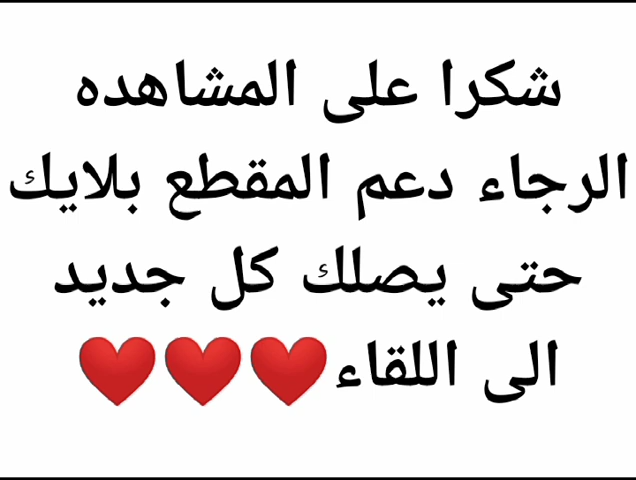 شكرا على المشاهده
الرجاء دعم المقطع بلايك
حتى يصلك كل جديد
الى اللقاء❤️❤️❤️